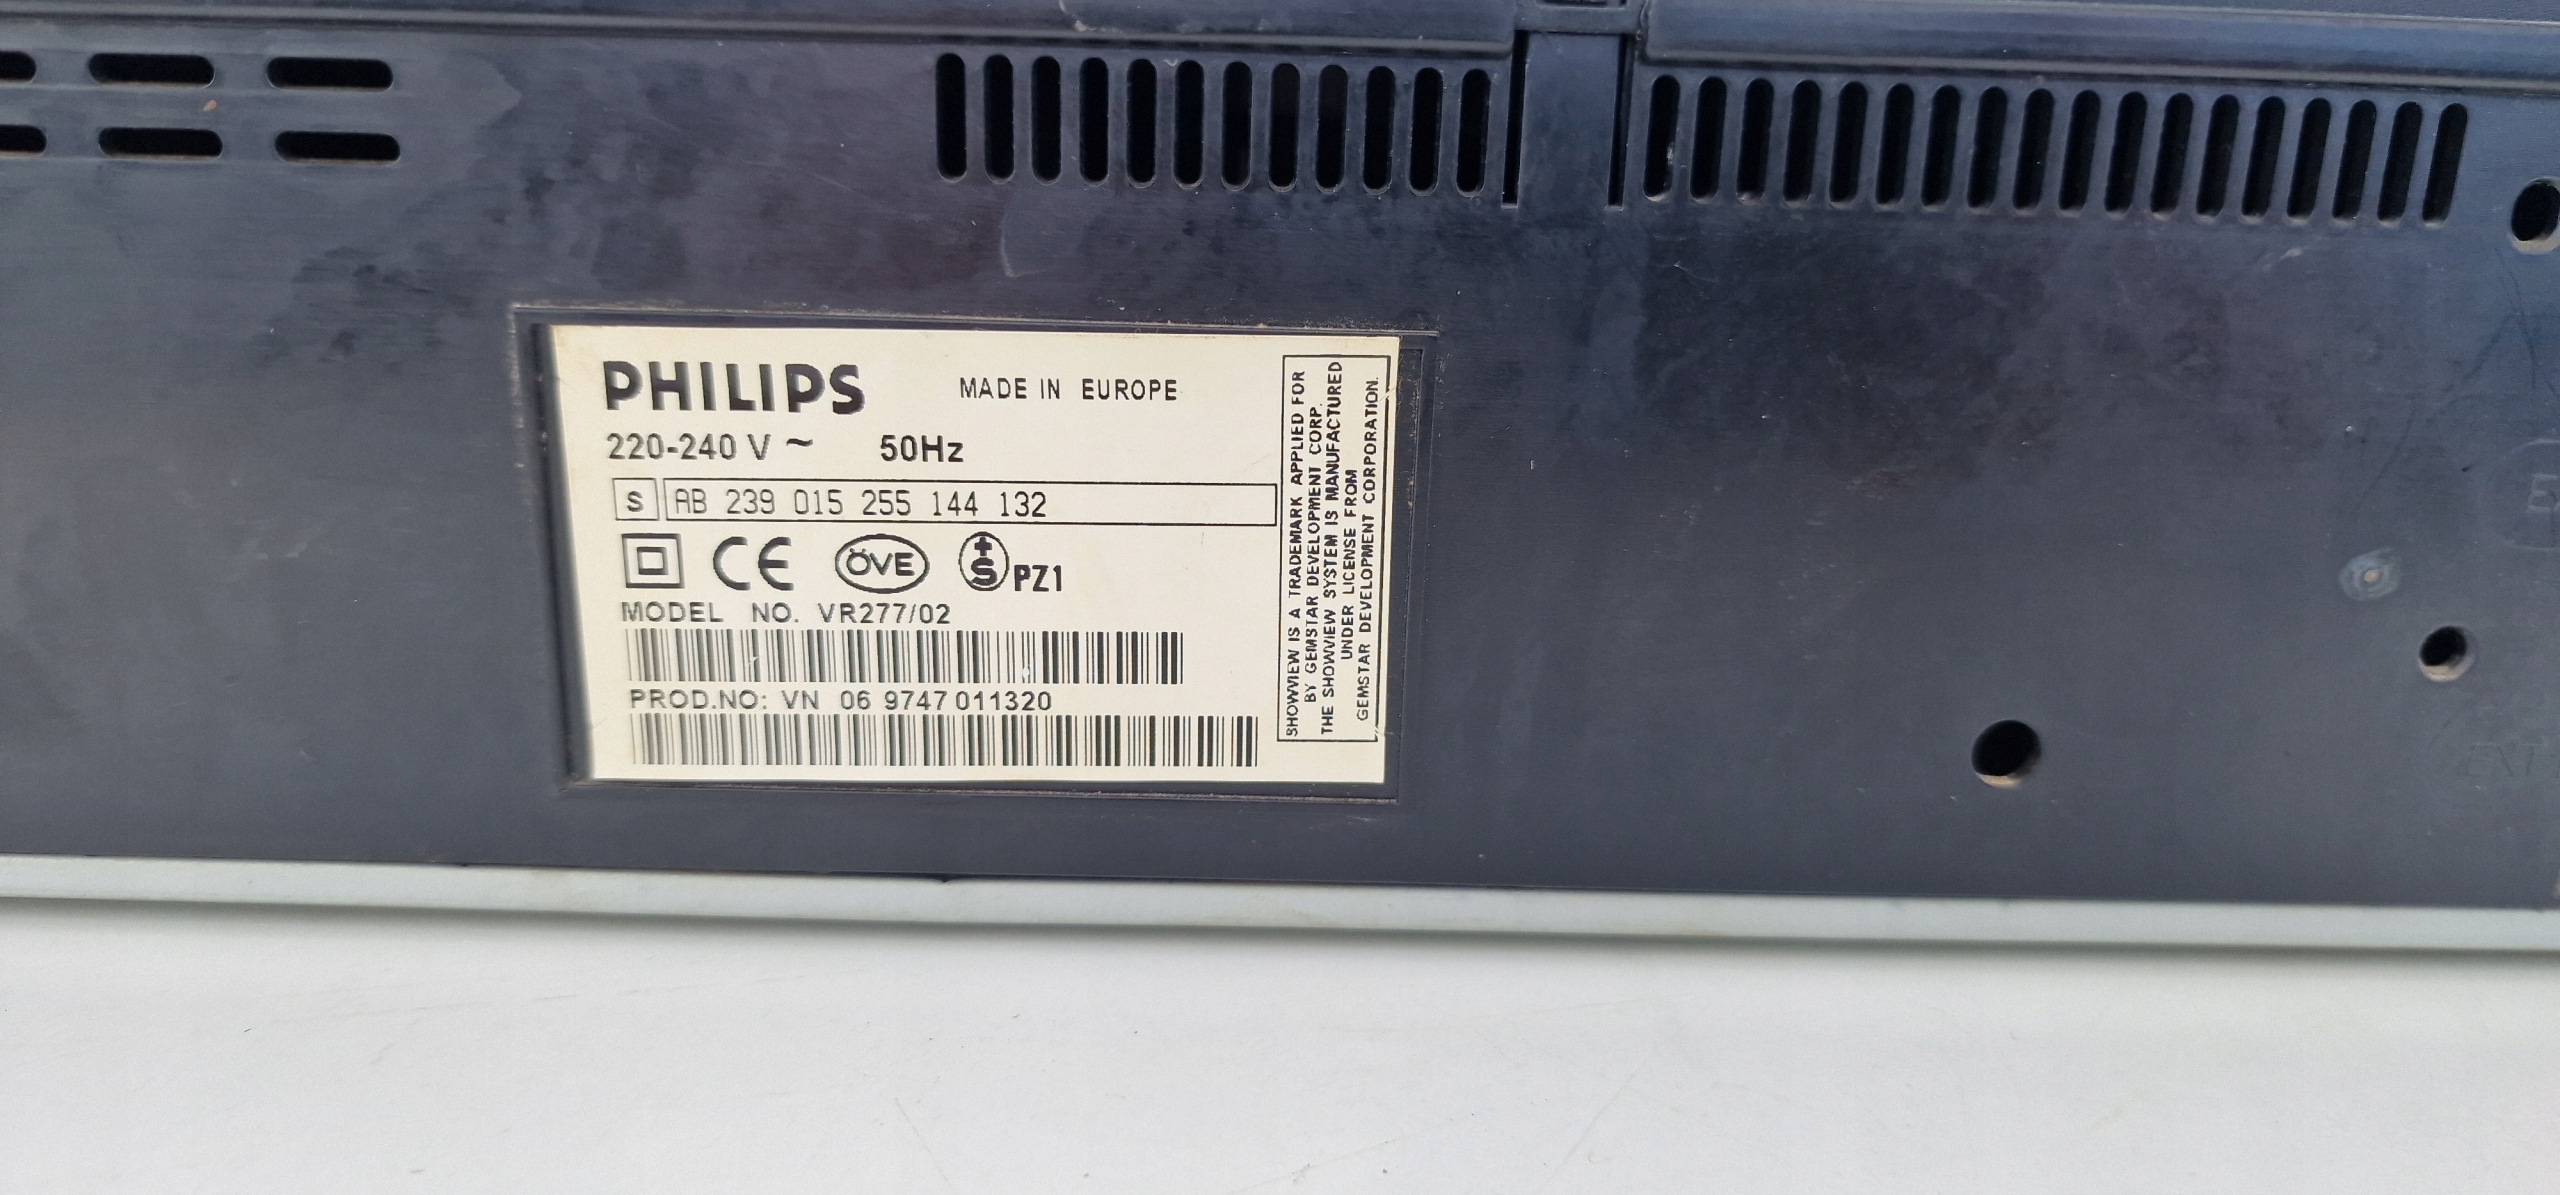 PHILIPS MADE IN EUROPE
220-240 V ~ 50Hz
S AB 239 015 255 144 132
CE ÖVE +S PZ1
MODEL NO. VR277/02
PROD.NO: VN 06 9747 011320
SHOWVIEW IS A TRADEMARK APPLIED FOR
BY GEMSTAR DEVELOPMENT CORP.
THE SHOWVIEW SYSTEM IS MANUFACTURED
UNDER LICENSE FROM
GEMSTAR DEVELOPMENT CORPORATION.